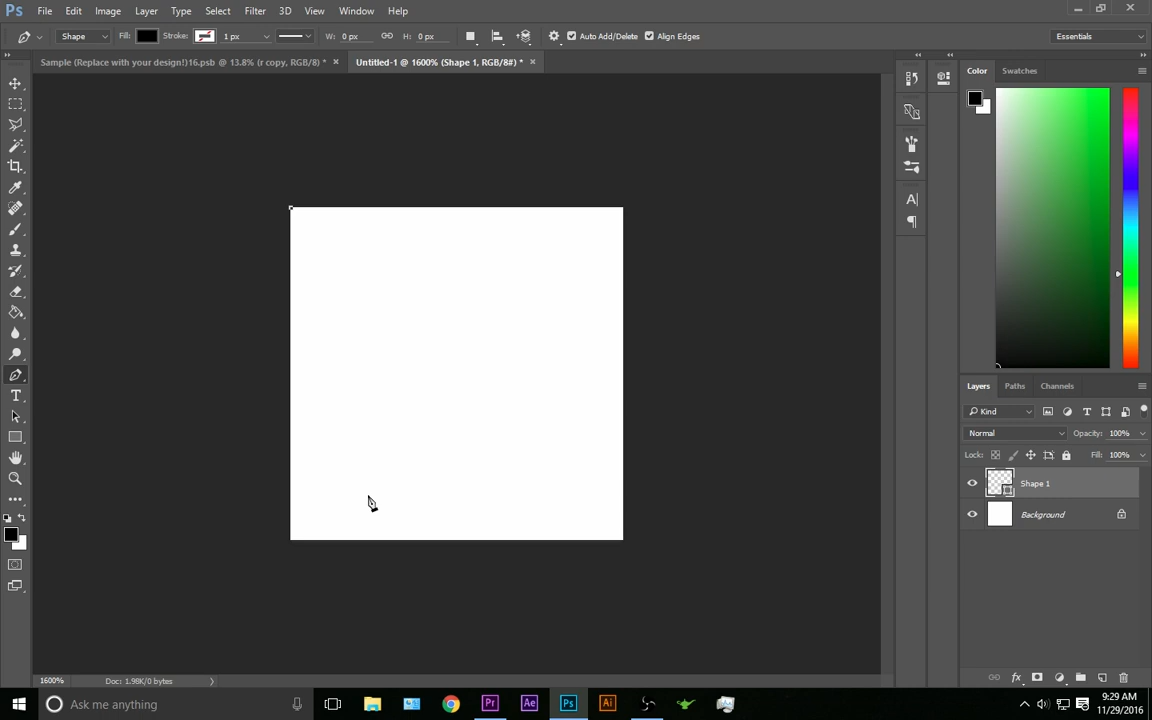 Ps File Edit Image Layer Type Select Filter 3D View Window Help
Shape Fill: Stroke: 1 px W: 0 px H: 0 px Auto Add/Delete Align Edges Essentials
Sample (Replace with your design!)16.psb @ 13.8% (r copy, RGB/8) * × Untitled-1 @ 1600% (Shape 1, RGB/8#) * ×
Color Swatches
Layers Paths Channels
Kind
Normal Opacity: 100%
Lock: Fill: 100%
Shape 1
Background
1600% Doc: 1.98K/0 bytes
Ask me anything Pr Ae Ps Ai 9:29 AM
11/29/2016